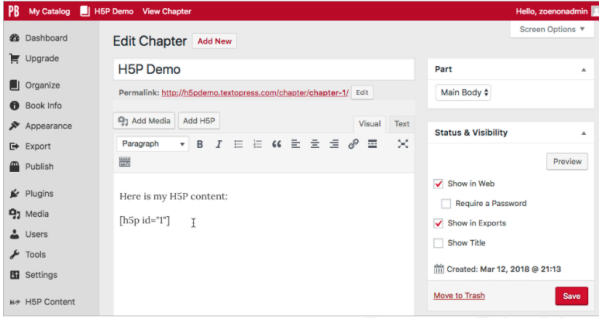 PB My Catalog H5P Demo View Chapter Hello, zoenonadmin
Screen Options ▼
Dashboard
Upgrade
Organize
Book Info
Appearance
Export
Publish
Plugins
Media
Users
Tools
Settings
H-P H5P Content
Edit Chapter Add New
H5P Demo
Permalink: http://h5pdemo.textopress.com/chapter/chapter-1/ Edit
Add Media Add H5P
Visual Text
Paragraph B I
Here is my H5P content:
[h5p id="1"]
Part
Main Body
Status & Visibility
Preview
Show in Web
Require a Password
Show in Exports
Show Title
Created: Mar 12, 2018 @ 21:13
Move to Trash Save